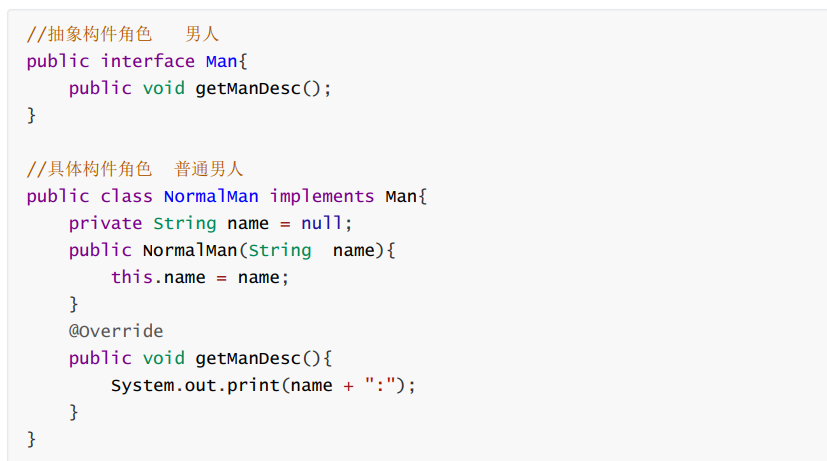 //抽象构件角色   男人
public interface Man{
    public void getManDesc();
}

//具体构件角色  普通男人
public class NormalMan implements Man{
    private String name = null;
    public NormalMan(String  name){
        this.name = name;
    }
    @Override
    public void getManDesc(){
        System.out.print(name + ":");
    }
}